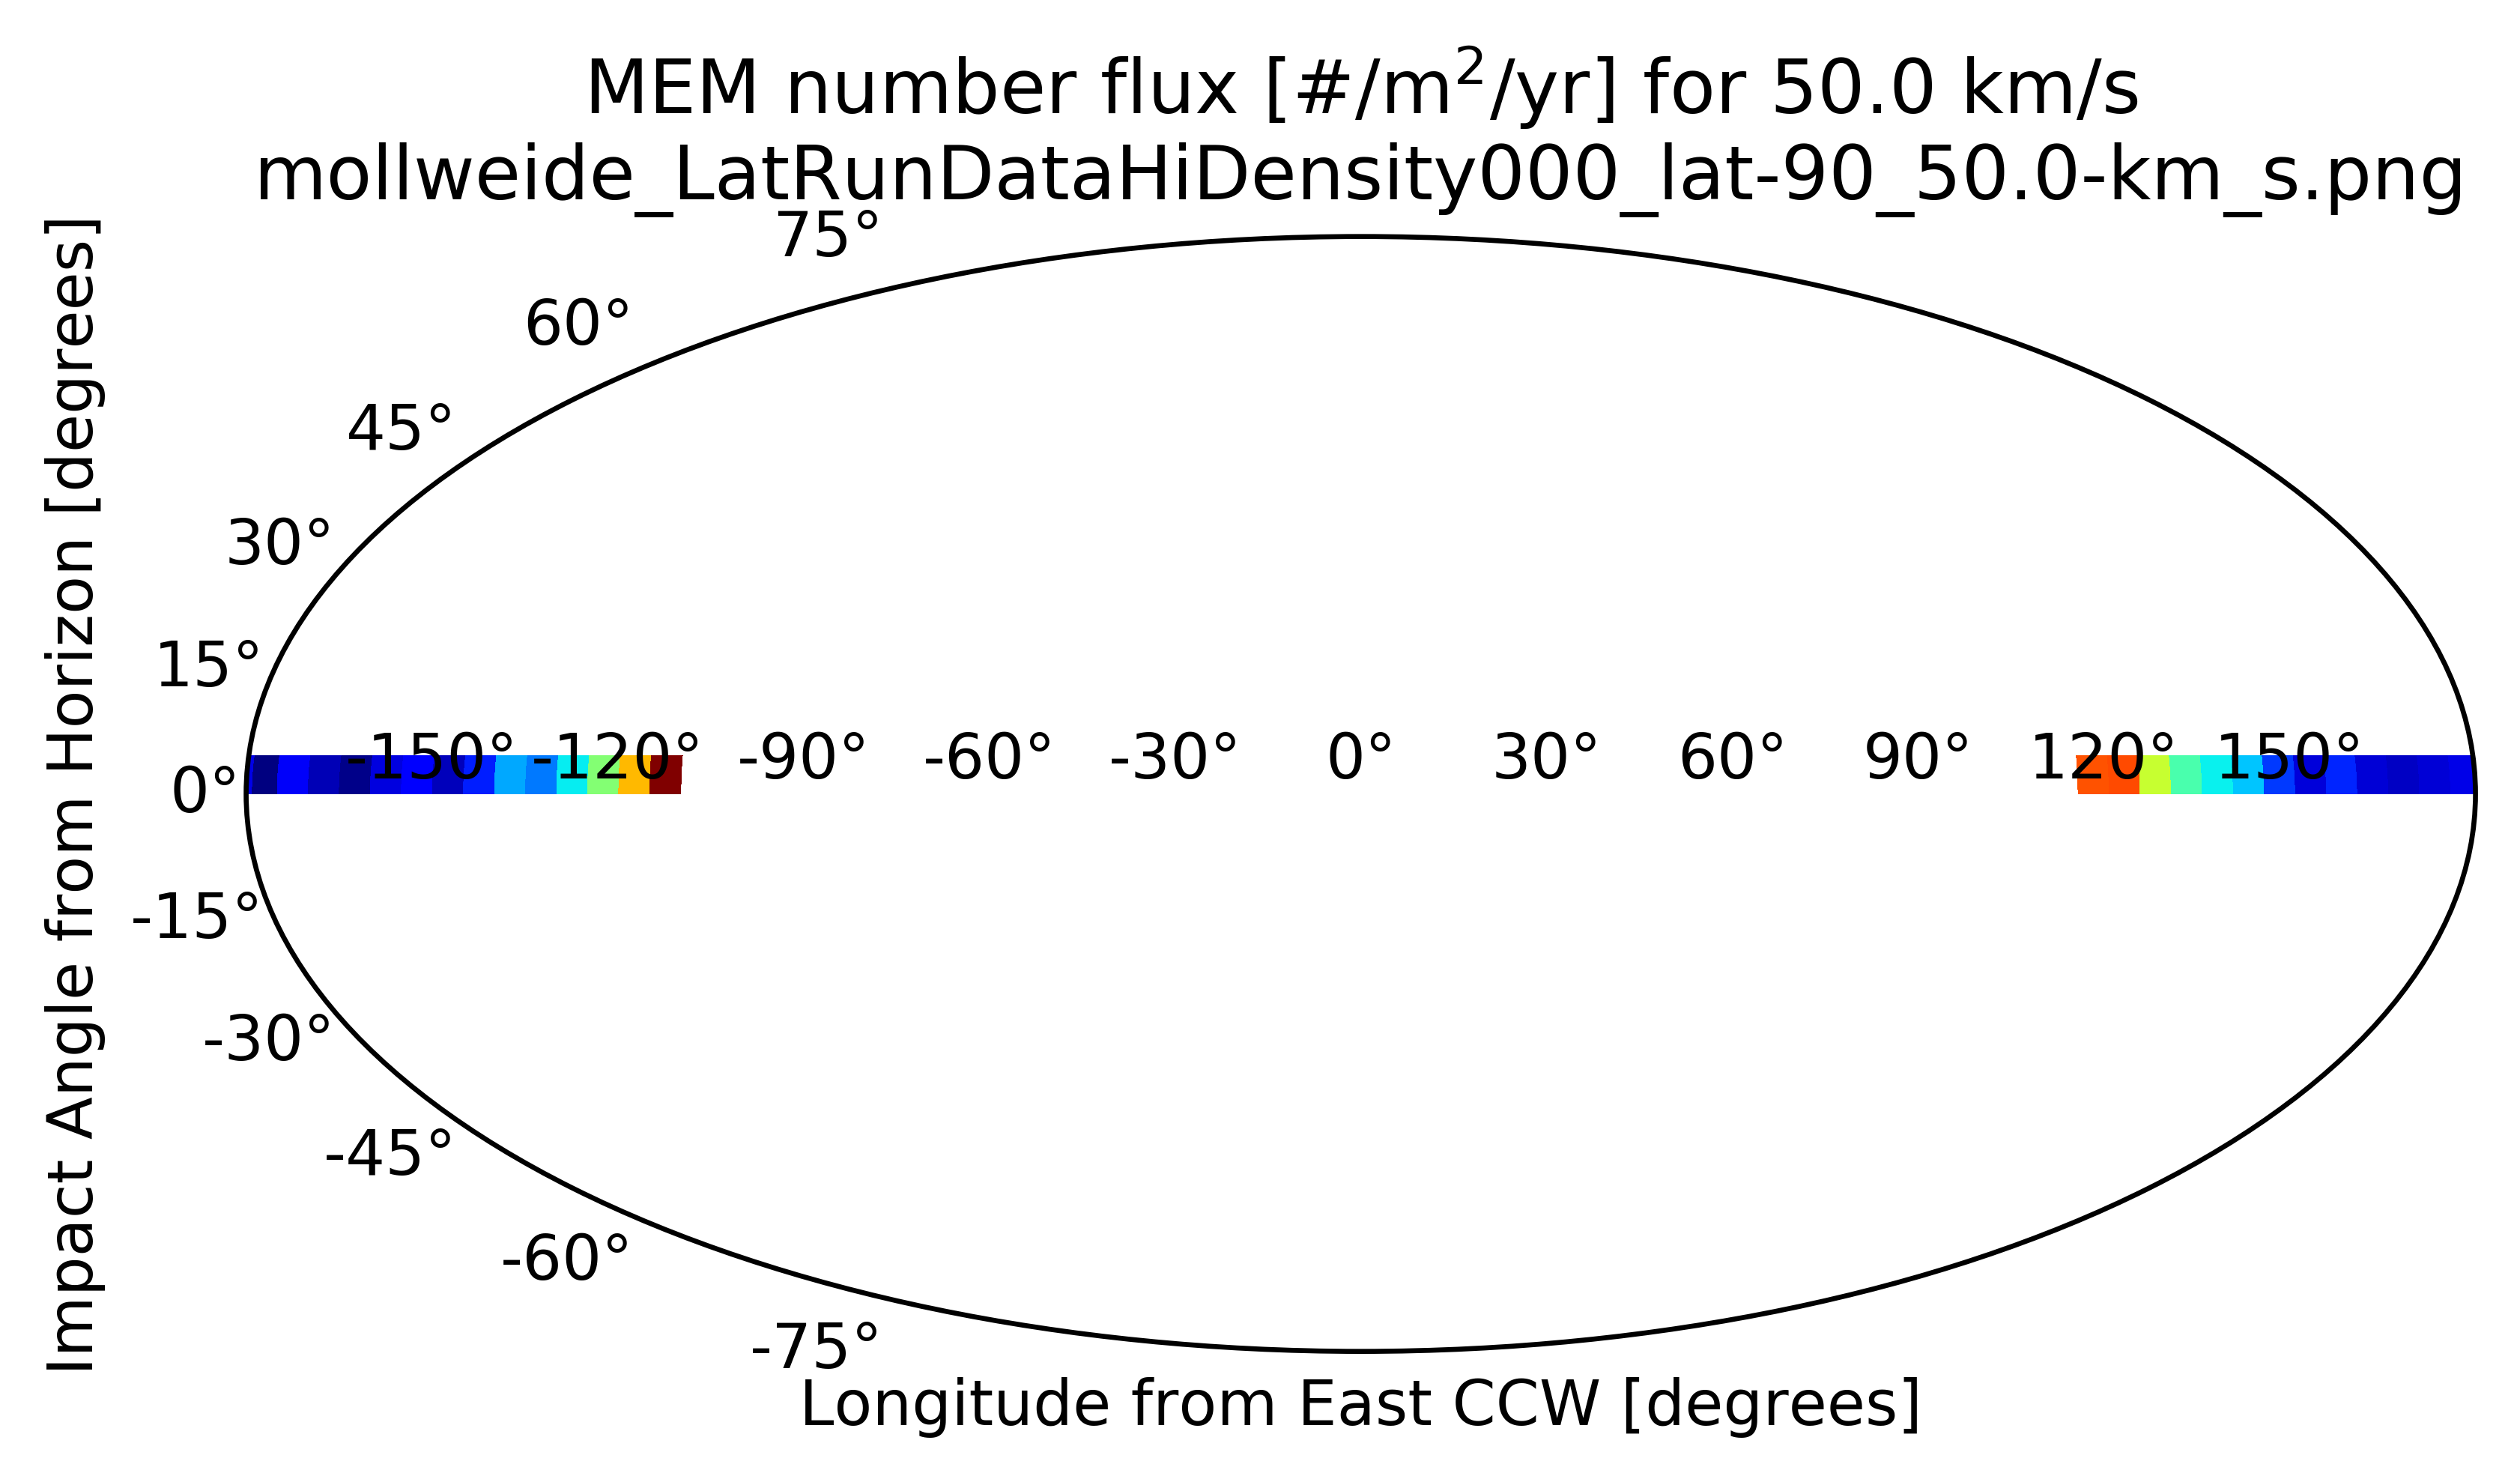 MEM number flux [#/m²/yr] for 50.0 km/s
mollweide_LatRunDataHiDensity000_lat-90_50.0-km_s.png
Impact Angle from Horizon [degrees]
75°
60°
45°
30°
15°
0°
-15°
-30°
-45°
-60°
-75°
-150° -120° -90° -60° -30° 0° 30° 60° 90° 120° 150°
Longitude from East CCW [degrees]